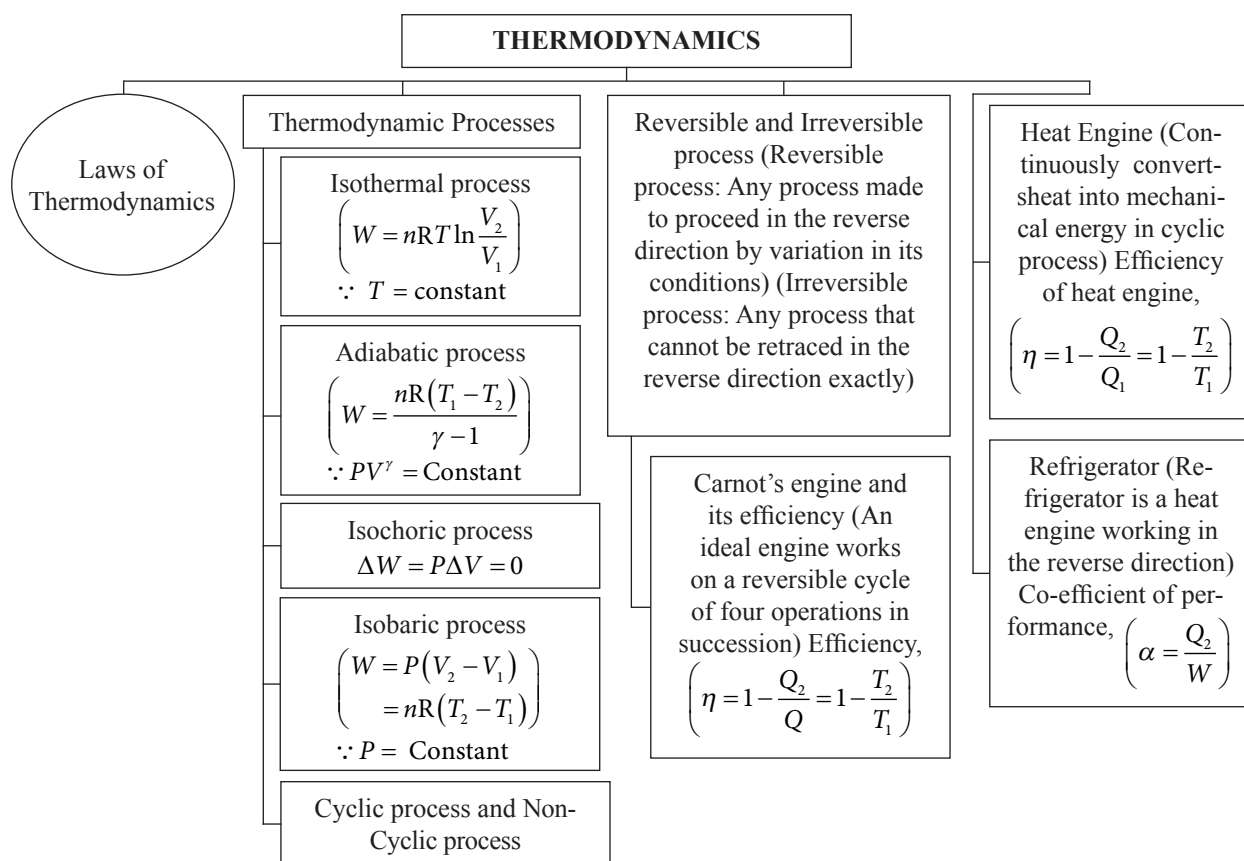 THERMODYNAMICS
Laws of
Thermodynamics
Thermodynamic Processes
Isothermal process
(W = nRT ln V₂/V₁)
∵ T = constant
Adiabatic process
(W = nR(T₁ − T₂)/γ − 1)
∵ PV^γ = Constant
Isochoric process
ΔW = PΔV = 0
Isobaric process
(W = P(V₂ − V₁)
= nR(T₂ − T₁))
∵ P = Constant
Cyclic process and Non-
Cyclic process
Reversible and Irreversible
process (Reversible
process: Any process made
to proceed in the reverse
direction by variation in its
conditions) (Irreversible
process: Any process that
cannot be retraced in the
reverse direction exactly)
Carnot’s engine and
its efficiency (An
ideal engine works
on a reversible cycle
of four operations in
succession) Efficiency,
(η = 1 − Q₂/Q = 1 − T₂/T₁)
Heat Engine (Con-
tinuously convert-
sheat into mechani-
cal energy in cyclic
process) Efficiency
of heat engine,
(η = 1 − Q₂/Q₁ = 1 − T₂/T₁)
Refrigerator (Re-
frigerator is a heat
engine working in
the reverse direction)
Co-efficient of per-
formance, (α = Q₂/W)